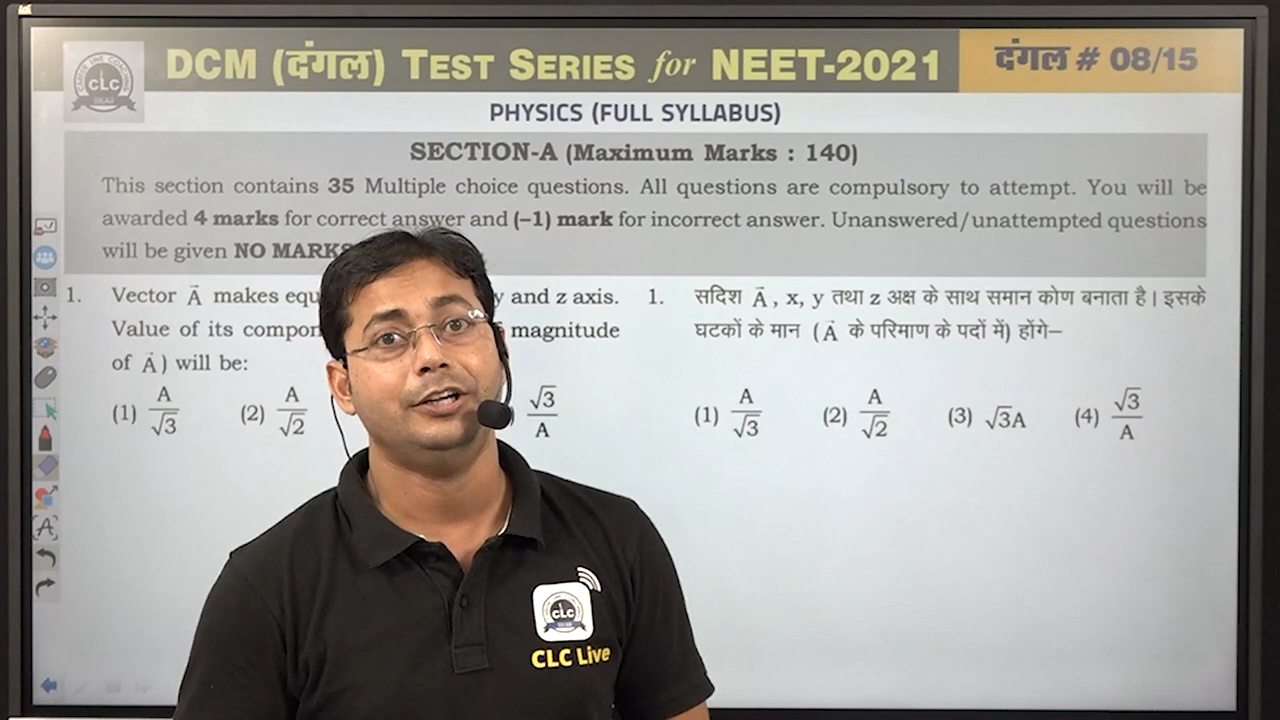 DCM (दंगल) TEST SERIES for NEET-2021
दंगल # 08/15
CLC
PHYSICS (FULL SYLLABUS)
SECTION-A (Maximum Marks : 140)
This section contains 35 Multiple choice questions. All questions are compulsory to attempt. You will be
awarded 4 marks for correct answer and (–1) mark for incorrect answer. Unanswered/unattempted questions
will be given NO MARKS
1. Vector A⃗ makes equ y and z axis.
Value of its compon magnitude
of A⃗) will be:
(1) A/√3 (2) A/√2 √3/A
1. सदिश A⃗, x, y तथा z अक्ष के साथ समान कोण बनाता है। इसके
घटकों के मान (A⃗ के परिमाण के पदों में) होंगे–
(1) A/√3 (2) A/√2 (3) √3A (4) √3/A
CLC
CLC Live